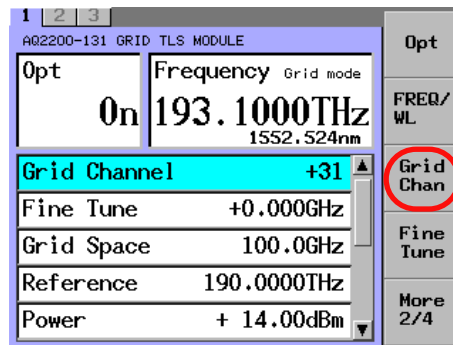 1 2 3
AQ2200-131 GRID TLS MODULE
Opt
On
Frequency Grid mode
193.1000THz
1552.524nm
Grid Channel +31
Fine Tune +0.000GHz
Grid Space 100.0GHz
Reference 190.0000THz
Power + 14.00dBm
Opt
FREQ/
WL
Grid
Chan
Fine
Tune
More
2/4